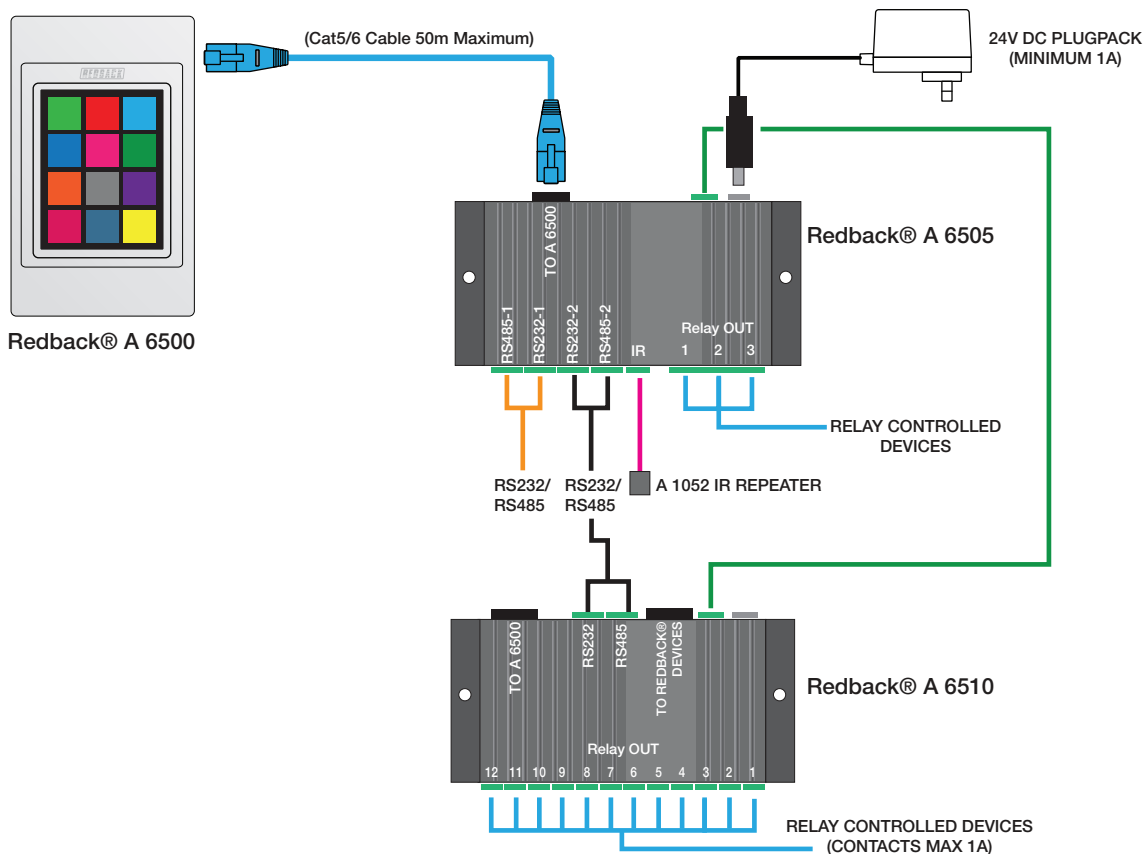 (Cat5/6 Cable 50m Maximum)
24V DC PLUGPACK
(MINIMUM 1A)
REDBACK
Redback® A 6500
TO A 6500
Redback® A 6505
RS485-1
RS232-1
RS232-2
RS485-2
IR
Relay OUT
1 2 3
RELAY CONTROLLED
DEVICES
RS232/
RS485
RS232/
RS485
A 1052 IR REPEATER
TO A 6500
RS232
RS485
TO REDBACK®
DEVICES
Redback® A 6510
Relay OUT
12 11 10 9 8 7 6 5 4 3 2 1
RELAY CONTROLLED DEVICES
(CONTACTS MAX 1A)